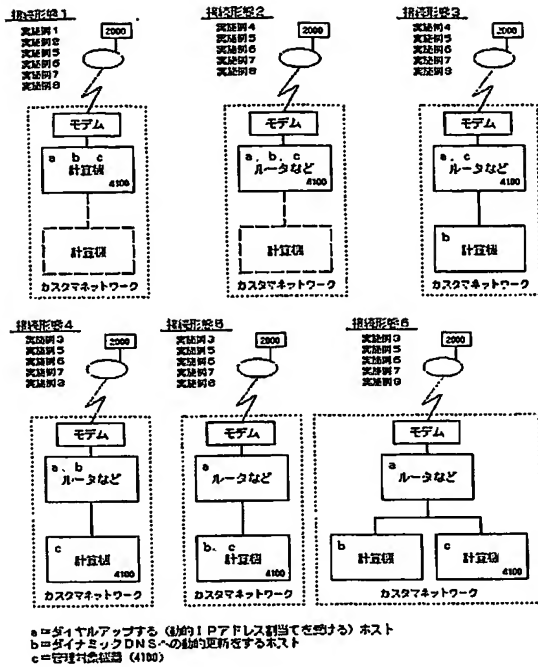 接続形態1
実施例1
実施例2
実施例5
実施例6
実施例7
実施例8
2000
モデム
a b c
計算機
4100
計算機
カスタマネットワーク
接続形態2
実施例4
実施例5
実施例6
実施例7
実施例8
2000
モデム
a、b、c
ルータなど
4100
計算機
カスタマネットワーク
接続形態3
実施例4
実施例5
実施例6
実施例7
2000
モデム
a、c
ルータなど
4100
b
計算機
カスタマネットワーク
接続形態4
実施例3
実施例5
実施例6
実施例7
2000
モデム
a、b
ルータなど
c
計算機
4100
カスタマネットワーク
接続形態5
実施例3
実施例5
実施例6
実施例7
実施例8
2000
モデム
a
ルータなど
b、c
計算機
4100
カスタマネットワーク
接続形態6
実施例3
実施例5
実施例6
実施例7
2000
モデム
a
ルータなど
b
計算機
c
計算機
4100
カスタマネットワーク
a=ダイヤルアップする(動的IPアドレス割当てを受ける)ホスト
b=ダイナミックDNSへの動的更新をするホスト
c=管理対象機器(4100)